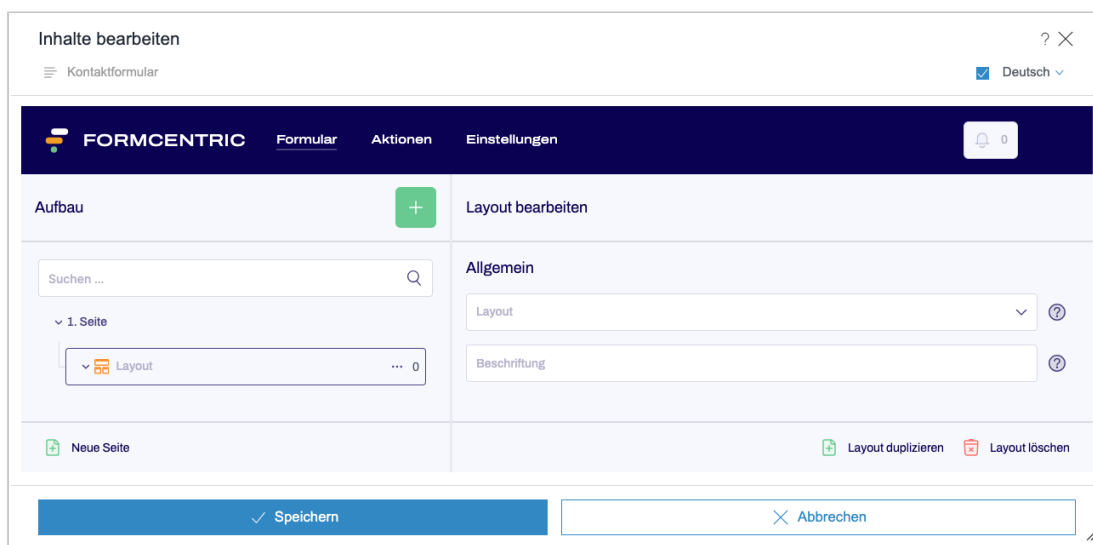 Inhalte bearbeiten ?
Kontaktformular Deutsch
FORMCENTRIC Formular Aktionen Einstellungen 0
Aufbau + Layout bearbeiten
Allgemein
Suchen ...
Layout ?
1. Seite
Layout ... 0
Beschriftung ?
Neue Seite Layout duplizieren Layout löschen
Speichern Abbrechen